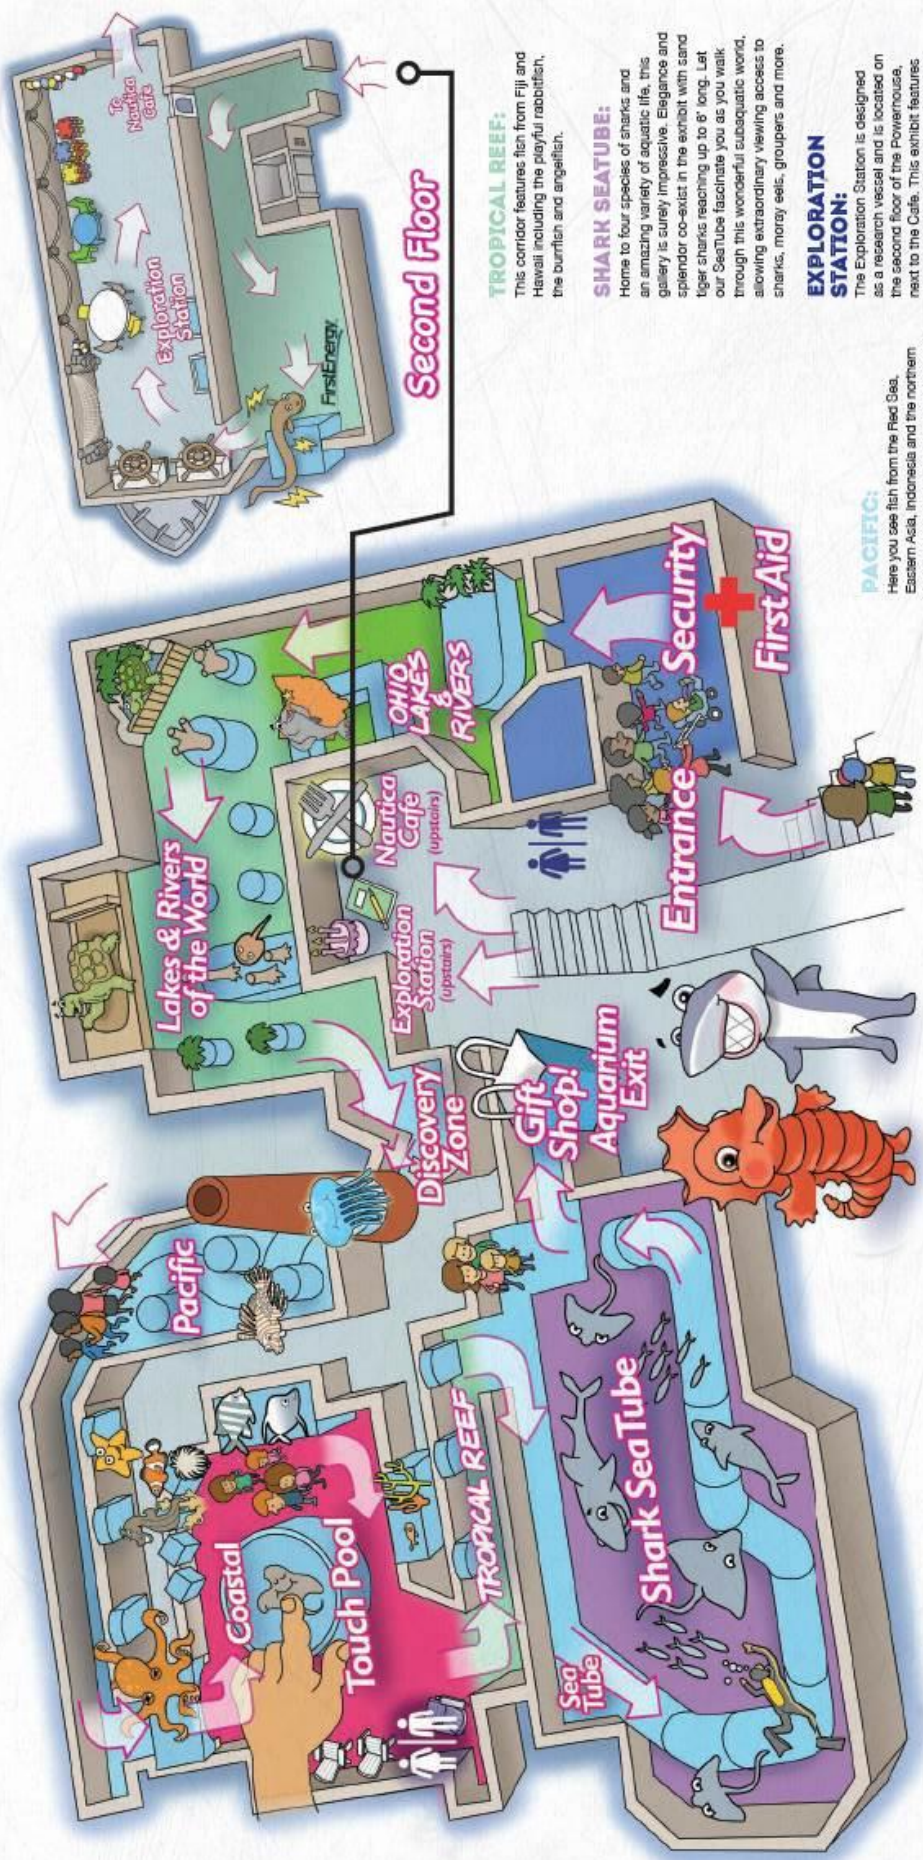 To
Nautica
Cafe
Exploration
Station
FirstEnergy
Second Floor
TROPICAL REEF:
This corridor features fish from Fiji and
Hawaii including the playful rabbitfish,
the burrfish and angelfish.
SHARK SEATUBE:
Home to four species of sharks and
an amazing variety of aquatic life, this
gallery is surely impressive. Elegance and
splendor co-exist in the exhibit with sand
tiger sharks reaching up to 6' long. Let
our SeaTube fascinate you as you walk
through this wonderful subaquatic world,
allowing extraordinary viewing access to
sharks, moray eels, groupers and more.
EXPLORATION
STATION:
The Exploration Station is designed
as a research vessel and is located on
the second floor of the Powerhouse,
next to the Cafe. This exhibit features
PACIFIC:
Here you see fish from the Red Sea,
Eastern Asia, Indonesia and the northern
Lakes & Rivers
of the World
OHIO
LAKES
&
RIVERS
Nautica
Cafe
(upstairs)
Exploration
Station
(upstairs)
Entrance
Security
First Aid
Discovery
Zone
Gift
Shop!
Aquarium
Exit
Pacific
Coastal
Touch Pool
TROPICAL REEF
Sea
Tube
Shark SeaTube